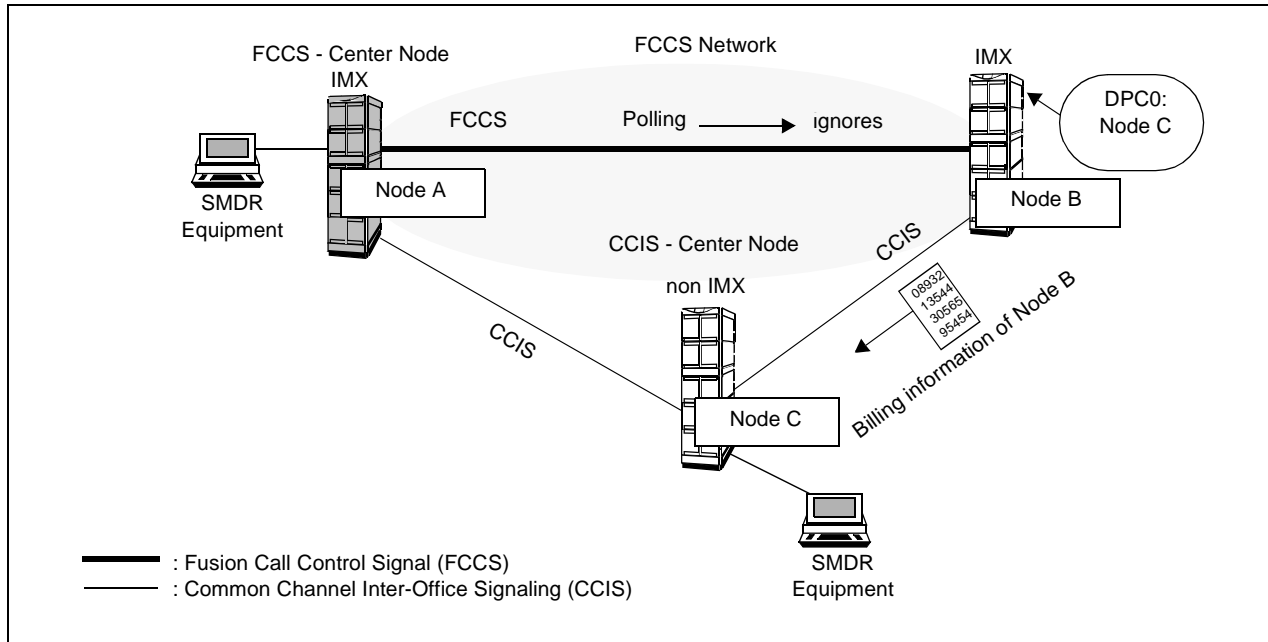 FCCS Network
FCCS - Center Node
IMX
IMX
DPC0:
Node C
FCCS
Polling
ignores
Node A
SMDR
Equipment
Node B
CCIS - Center Node
non IMX
CCIS
CCIS
08932
13544
30565
95454
Billing information of Node B
Node C
SMDR
Equipment
: Fusion Call Control Signal (FCCS)
: Common Channel Inter-Office Signaling (CCIS)